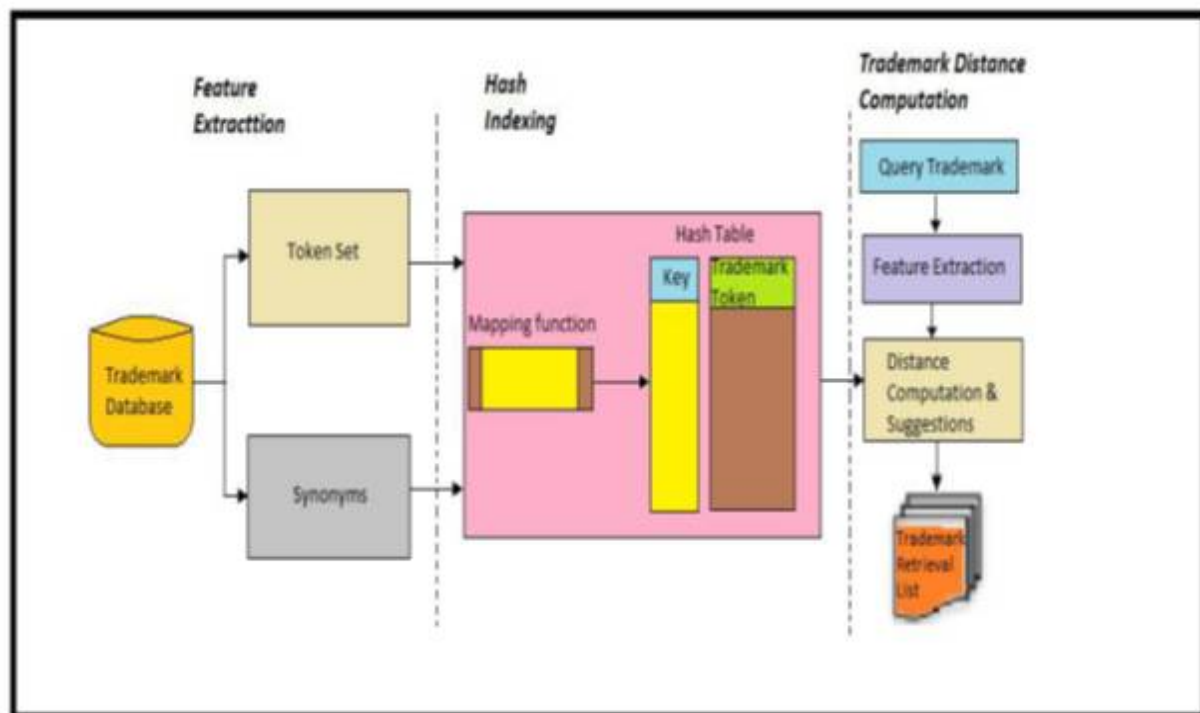 Feature
Extracttion
Hash
Indexing
Trademark Distance
Computation
Token Set
Trademark
Database
Synonyms
Hash Table
Key
Trademark
Token
Mapping function
Query Trademark
Feature Extraction
Distance
Computation &
Suggestions
Trademark
Retrieval
List